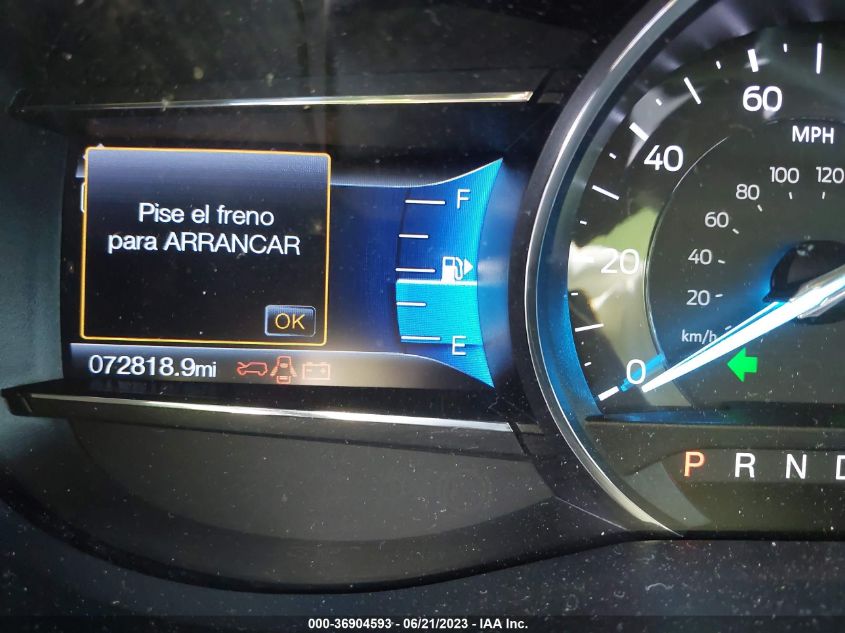 Pise el freno
para ARRANCAR
OK
072818.9mi
F
E
0
20
40
60
MPH
20
40
60
80
100
120
km/h
P R N D
000-36904593 - 06/21/2023 - IAA Inc.